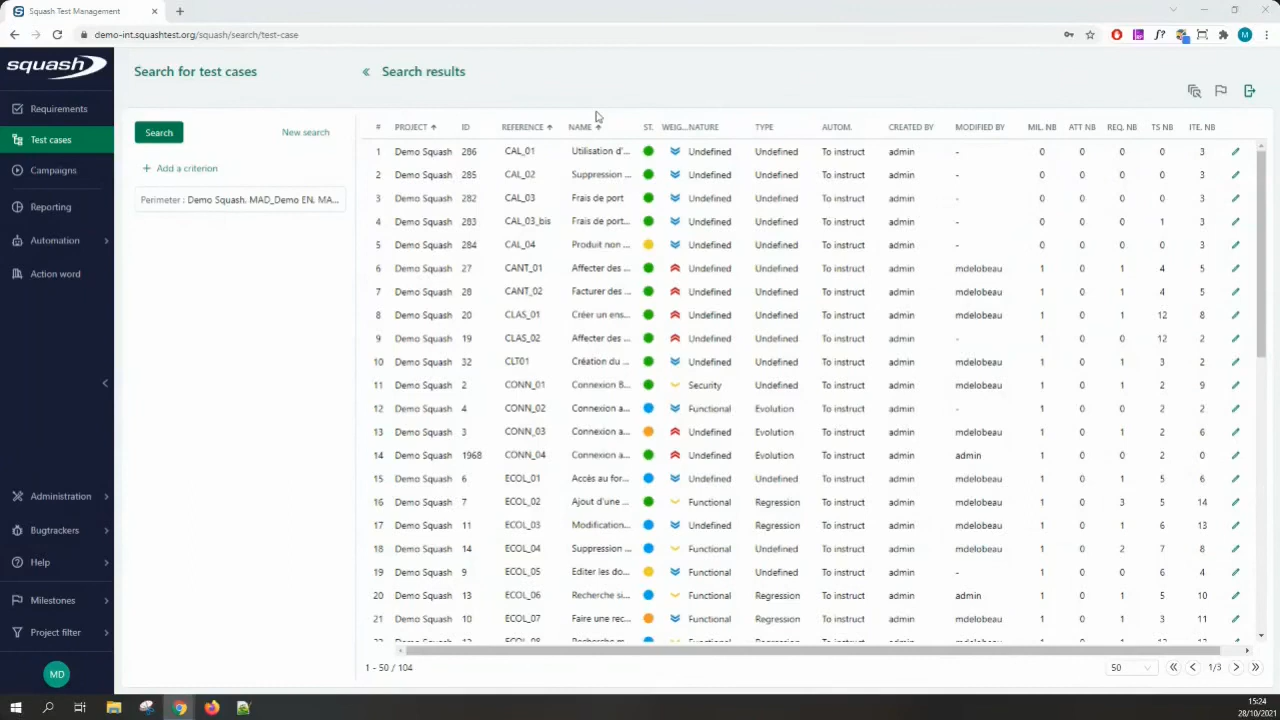 Squash Test Management
demo-int.squashtest.org/squash/search/test-case
squash
Requirements
Test cases
Campaigns
Reporting
Automation
Action word
Administration
Bugtrackers
Help
Milestones
Project filter
MD
Search for test cases
Search
New search
+ Add a criterion
Perimeter : Demo Squash, MAD_Demo EN, MA...
Search results
# PROJECT ID REFERENCE NAME ST. WEIG... NATURE TYPE AUTOM. CREATED BY MODIFIED BY MIL. NB ATT NB REQ. NB TS NB ITE. NB
1 Demo Squash 286 CAL_01 Utilisation d'... Undefined Undefined To instruct admin - 0 0 0 0 3
2 Demo Squash 285 CAL_02 Suppression ... Undefined Undefined To instruct admin - 0 0 0 0 3
3 Demo Squash 282 CAL_03 Frais de port Undefined Undefined To instruct admin - 0 0 0 0 3
4 Demo Squash 283 CAL_03_bis Frais de port... Undefined Undefined To instruct admin - 0 0 0 1 3
5 Demo Squash 284 CAL_04 Produit non ... Undefined Undefined To instruct admin - 0 0 0 0 3
6 Demo Squash 27 CANT_01 Affecter des ... Undefined Undefined To instruct admin mdelobeau 1 0 1 4 5
7 Demo Squash 28 CANT_02 Facturer des ... Undefined Undefined To instruct admin mdelobeau 1 0 1 4 5
8 Demo Squash 20 CLAS_01 Créer un ens... Undefined Undefined To instruct admin mdelobeau 1 0 1 12 8
9 Demo Squash 19 CLAS_02 Affecter des ... Undefined Undefined To instruct admin - 1 0 0 12 2
10 Demo Squash 32 CLT01 Création du ... Undefined Undefined To instruct admin mdelobeau 1 0 1 3 2
11 Demo Squash 2 CONN_01 Connexion B... Security Undefined To instruct admin mdelobeau 1 0 1 2 9
12 Demo Squash 4 CONN_02 Connexion a... Functional Evolution To instruct admin - 1 0 0 2 2
13 Demo Squash 3 CONN_03 Connexion a... Undefined Evolution To instruct admin mdelobeau 1 0 1 2 6
14 Demo Squash 1968 CONN_04 Connexion a... Undefined Evolution To instruct admin admin 1 0 0 2 0
15 Demo Squash 6 ECOL_01 Accès au for... Undefined Undefined To instruct admin mdelobeau 1 0 1 5 6
16 Demo Squash 7 ECOL_02 Ajout d'une ... Functional Regression To instruct admin mdelobeau 1 0 3 5 14
17 Demo Squash 11 ECOL_03 Modification... Undefined Regression To instruct admin mdelobeau 1 0 1 6 13
18 Demo Squash 14 ECOL_04 Suppression ... Functional Undefined To instruct admin mdelobeau 1 0 2 7 8
19 Demo Squash 9 ECOL_05 Editer les do... Functional Undefined To instruct admin - 1 0 0 6 4
20 Demo Squash 13 ECOL_06 Recherche si... Functional Regression To instruct admin admin 1 0 1 5 10
21 Demo Squash 10 ECOL_07 Faire une rec... Undefined Regression To instruct admin mdelobeau 1 0 1 3 11
1 - 50 / 104
50
1/3
15:24
28/10/2021